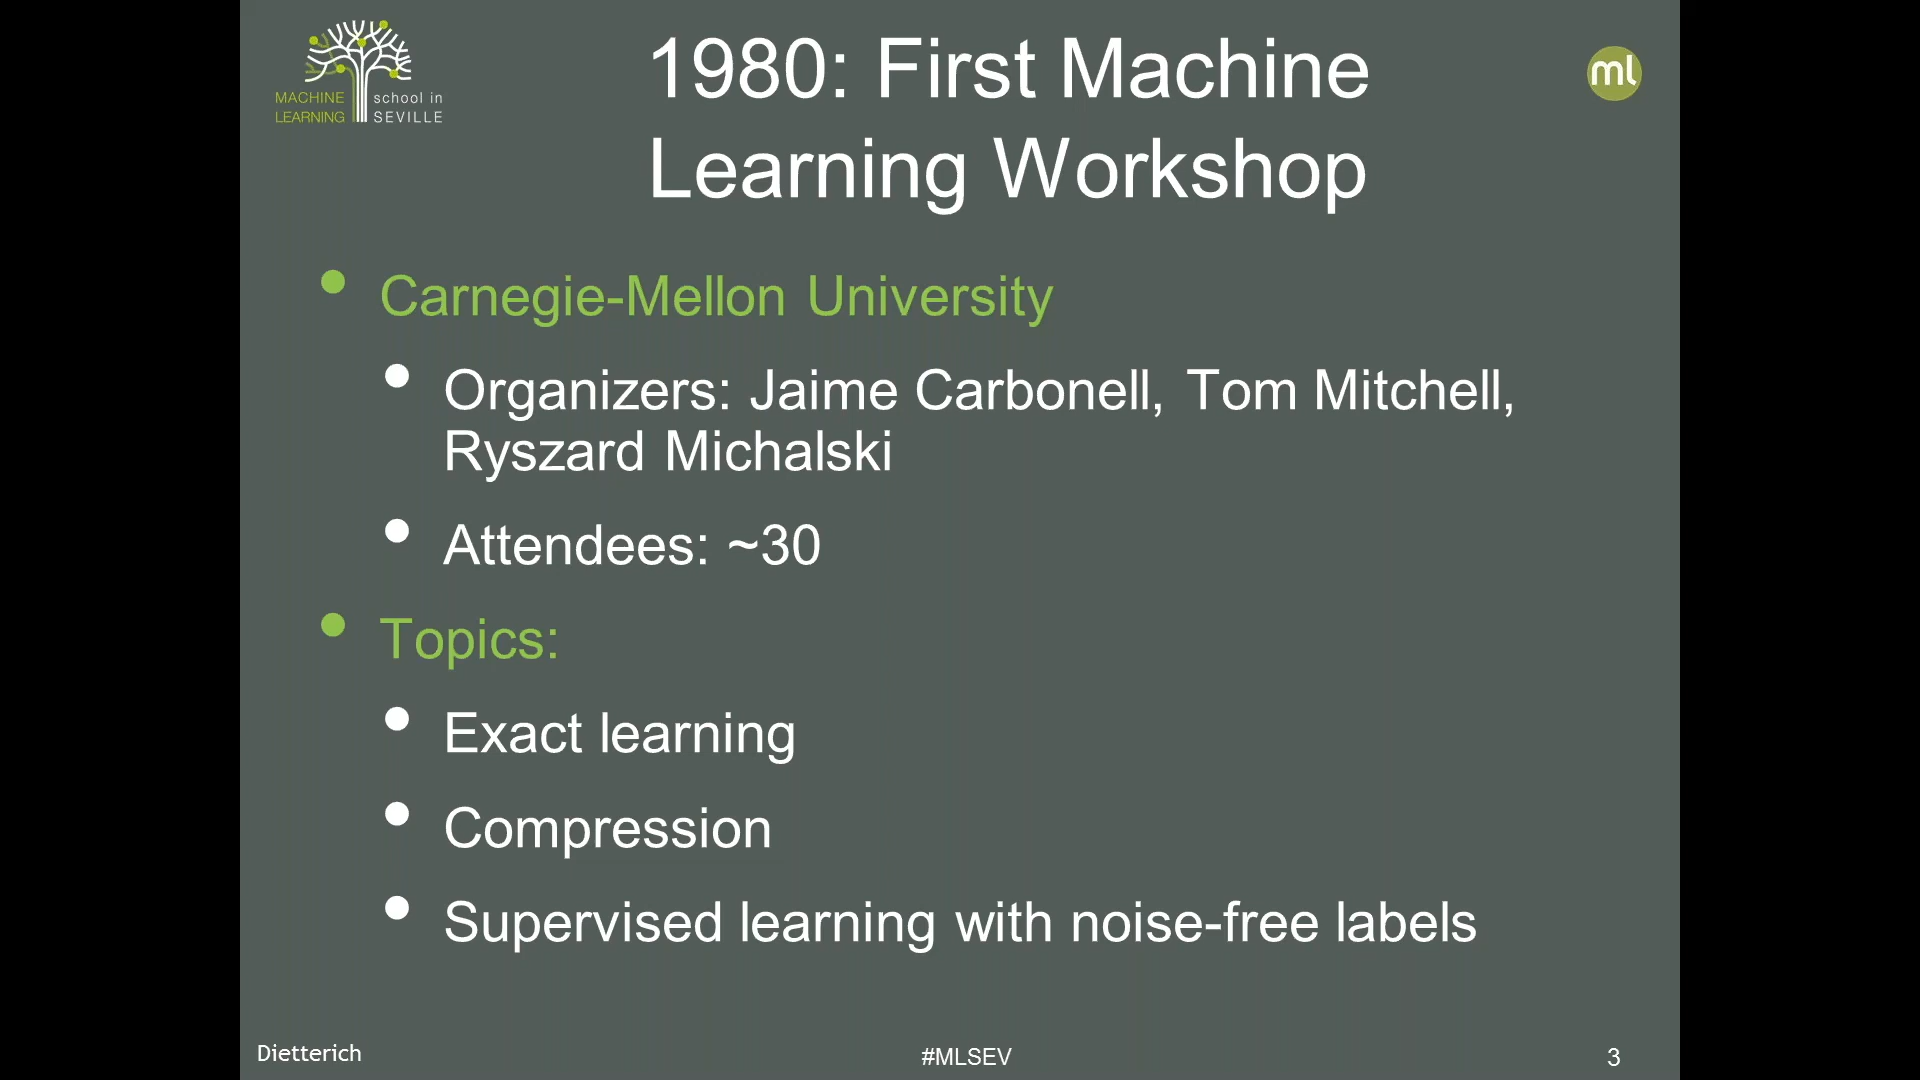 MACHINE school in
LEARNING SEVILLE
1980: First Machine
Learning Workshop
ml
• Carnegie-Mellon University
• Organizers: Jaime Carbonell, Tom Mitchell,
Ryszard Michalski
• Attendees: ~30
• Topics:
• Exact learning
• Compression
• Supervised learning with noise-free labels
Dietterich
#MLSEV
3